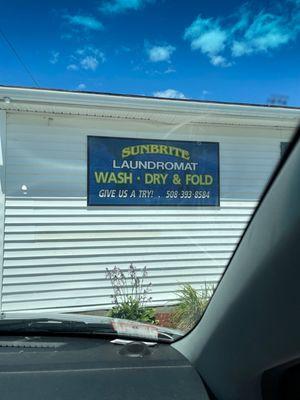 SUNBRITE
LAUNDROMAT
WASH · DRY & FOLD
GIVE US A TRY! . 508-393-8584